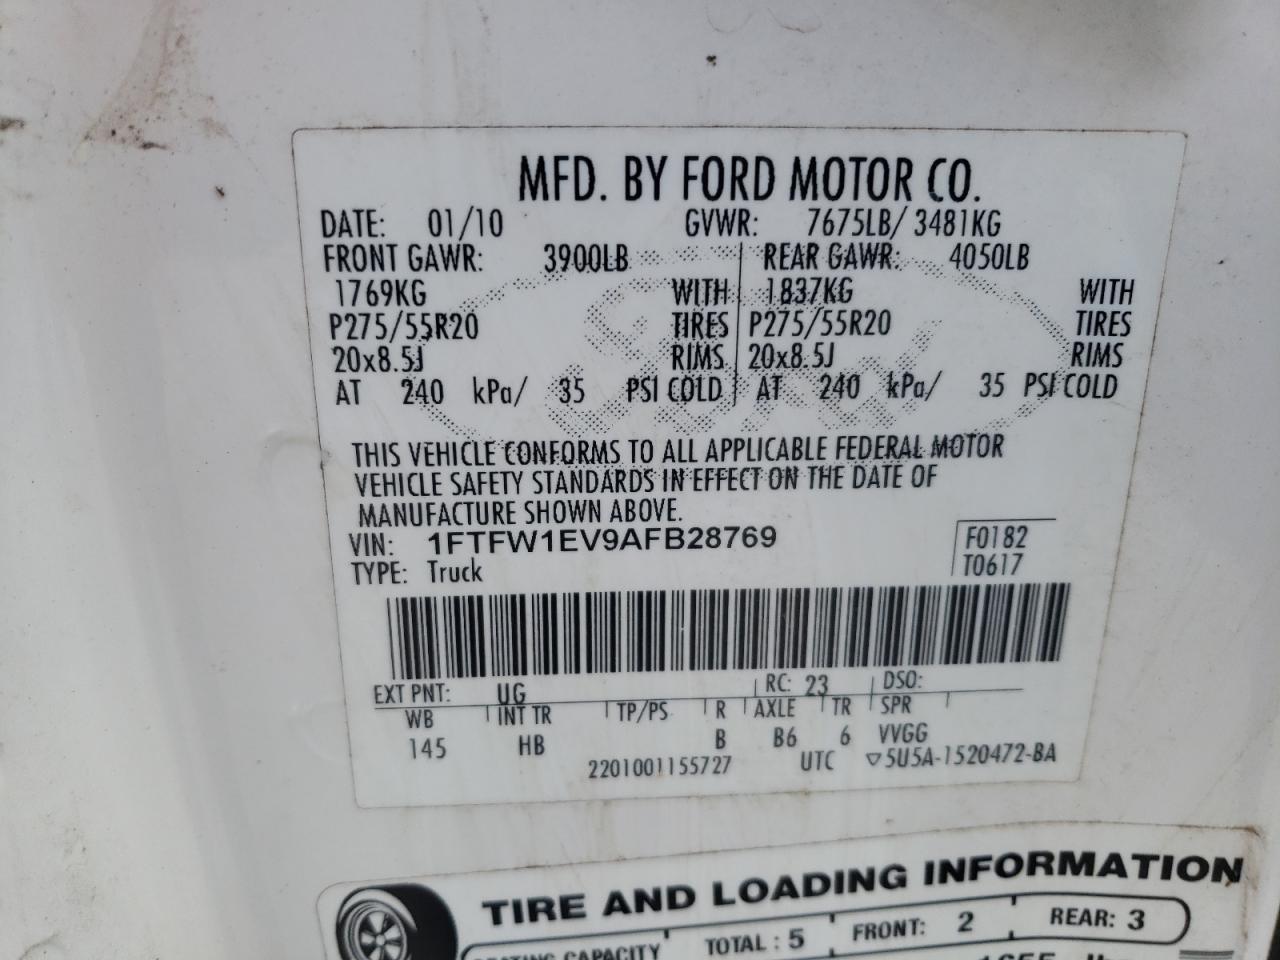 MFD. BY FORD MOTOR CO.
DATE: 01/10 GVWR: 7675LB/ 3481KG
FRONT GAWR: 3900LB REAR GAWR: 4050LB
1769KG WITH 1837KG WITH
P275/55R20 TIRES P275/55R20 TIRES
20x8.5J RIMS 20x8.5J RIMS
AT 240 kPa/ 35 PSI COLD AT 240 kPa/ 35 PSI COLD
THIS VEHICLE CONFORMS TO ALL APPLICABLE FEDERAL MOTOR
VEHICLE SAFETY STANDARDS IN EFFECT ON THE DATE OF
MANUFACTURE SHOWN ABOVE.
VIN: 1FTFW1EV9AFB28769 F0182
TYPE: Truck T0617
EXT PNT: UG RC: 23 DSO:
WB INT TR TP/PS R AXLE TR SPR
145 HB B B6 6 VVGG
2201001155727 UTC ▽5U5A-1520472-BA
TIRE AND LOADING INFORMATION
CAPACITY TOTAL : 5 FRONT: 2 REAR: 3